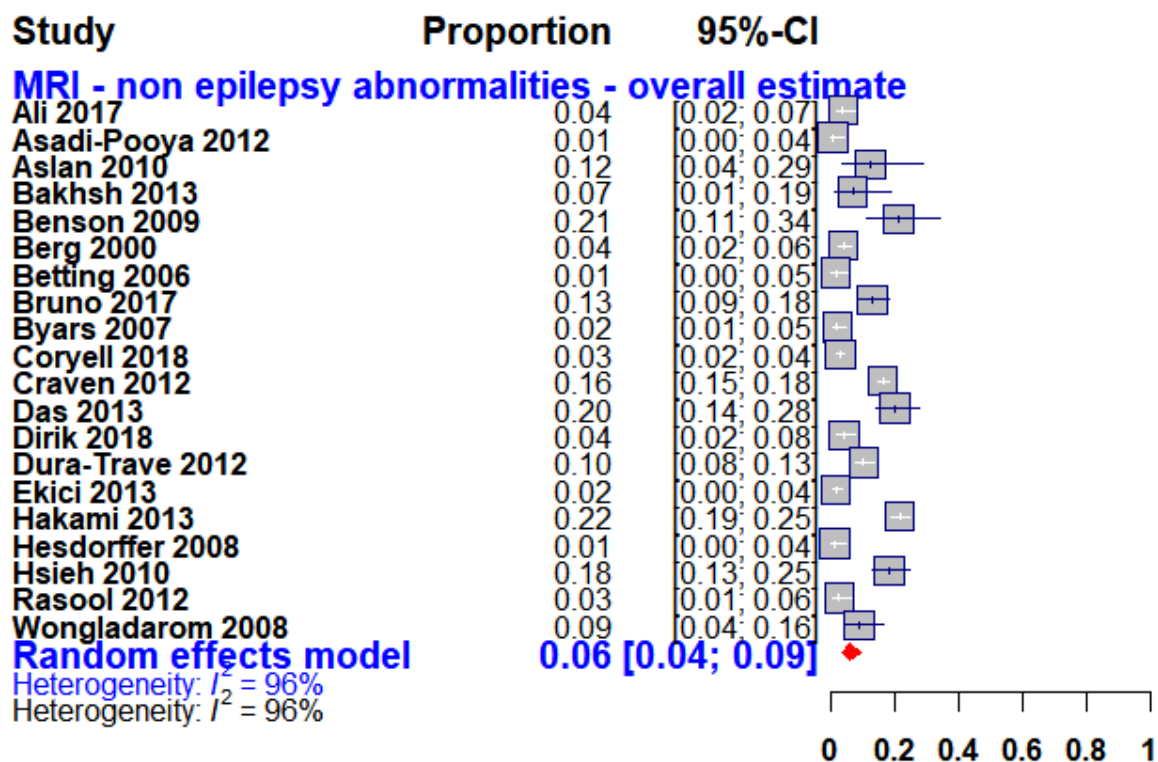 Study Proportion 95%-CI
MRI - non epilepsy abnormalities - overall estimate
Ali 2017 0.04 [0.02; 0.07]
Asadi-Pooya 2012 0.01 [0.00; 0.04]
Aslan 2010 0.12 [0.04; 0.29]
Bakhsh 2013 0.07 [0.01; 0.19]
Benson 2009 0.21 [0.11; 0.34]
Berg 2000 0.04 [0.02; 0.06]
Betting 2006 0.01 [0.00; 0.05]
Bruno 2017 0.13 [0.09; 0.18]
Byars 2007 0.02 [0.01; 0.05]
Coryell 2018 0.03 [0.02; 0.04]
Craven 2012 0.16 [0.15; 0.18]
Das 2013 0.20 [0.14; 0.28]
Dirik 2018 0.04 [0.02; 0.08]
Dura-Trave 2012 0.10 [0.08; 0.13]
Ekici 2013 0.02 [0.00; 0.04]
Hakami 2013 0.22 [0.19; 0.25]
Hesdorffer 2008 0.01 [0.00; 0.04]
Hsieh 2010 0.18 [0.13; 0.25]
Rasool 2012 0.03 [0.01; 0.06]
Wongladarom 2008 0.09 [0.04; 0.16]
Random effects model 0.06 [0.04; 0.09]
Heterogeneity: I² = 96%
Heterogeneity: I² = 96%
0 0.2 0.4 0.6 0.8 1